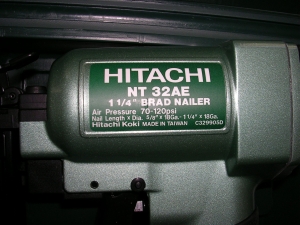 HITACHI
NT 32AE
1 1/4" BRAD NAILER
Air Pressure 70-120psi
Nail Length x Dia. 5/8" x 18Ga.-1 1/4" x 18Ga.
Hitachi Koki MADE IN TAIWAN C329905D